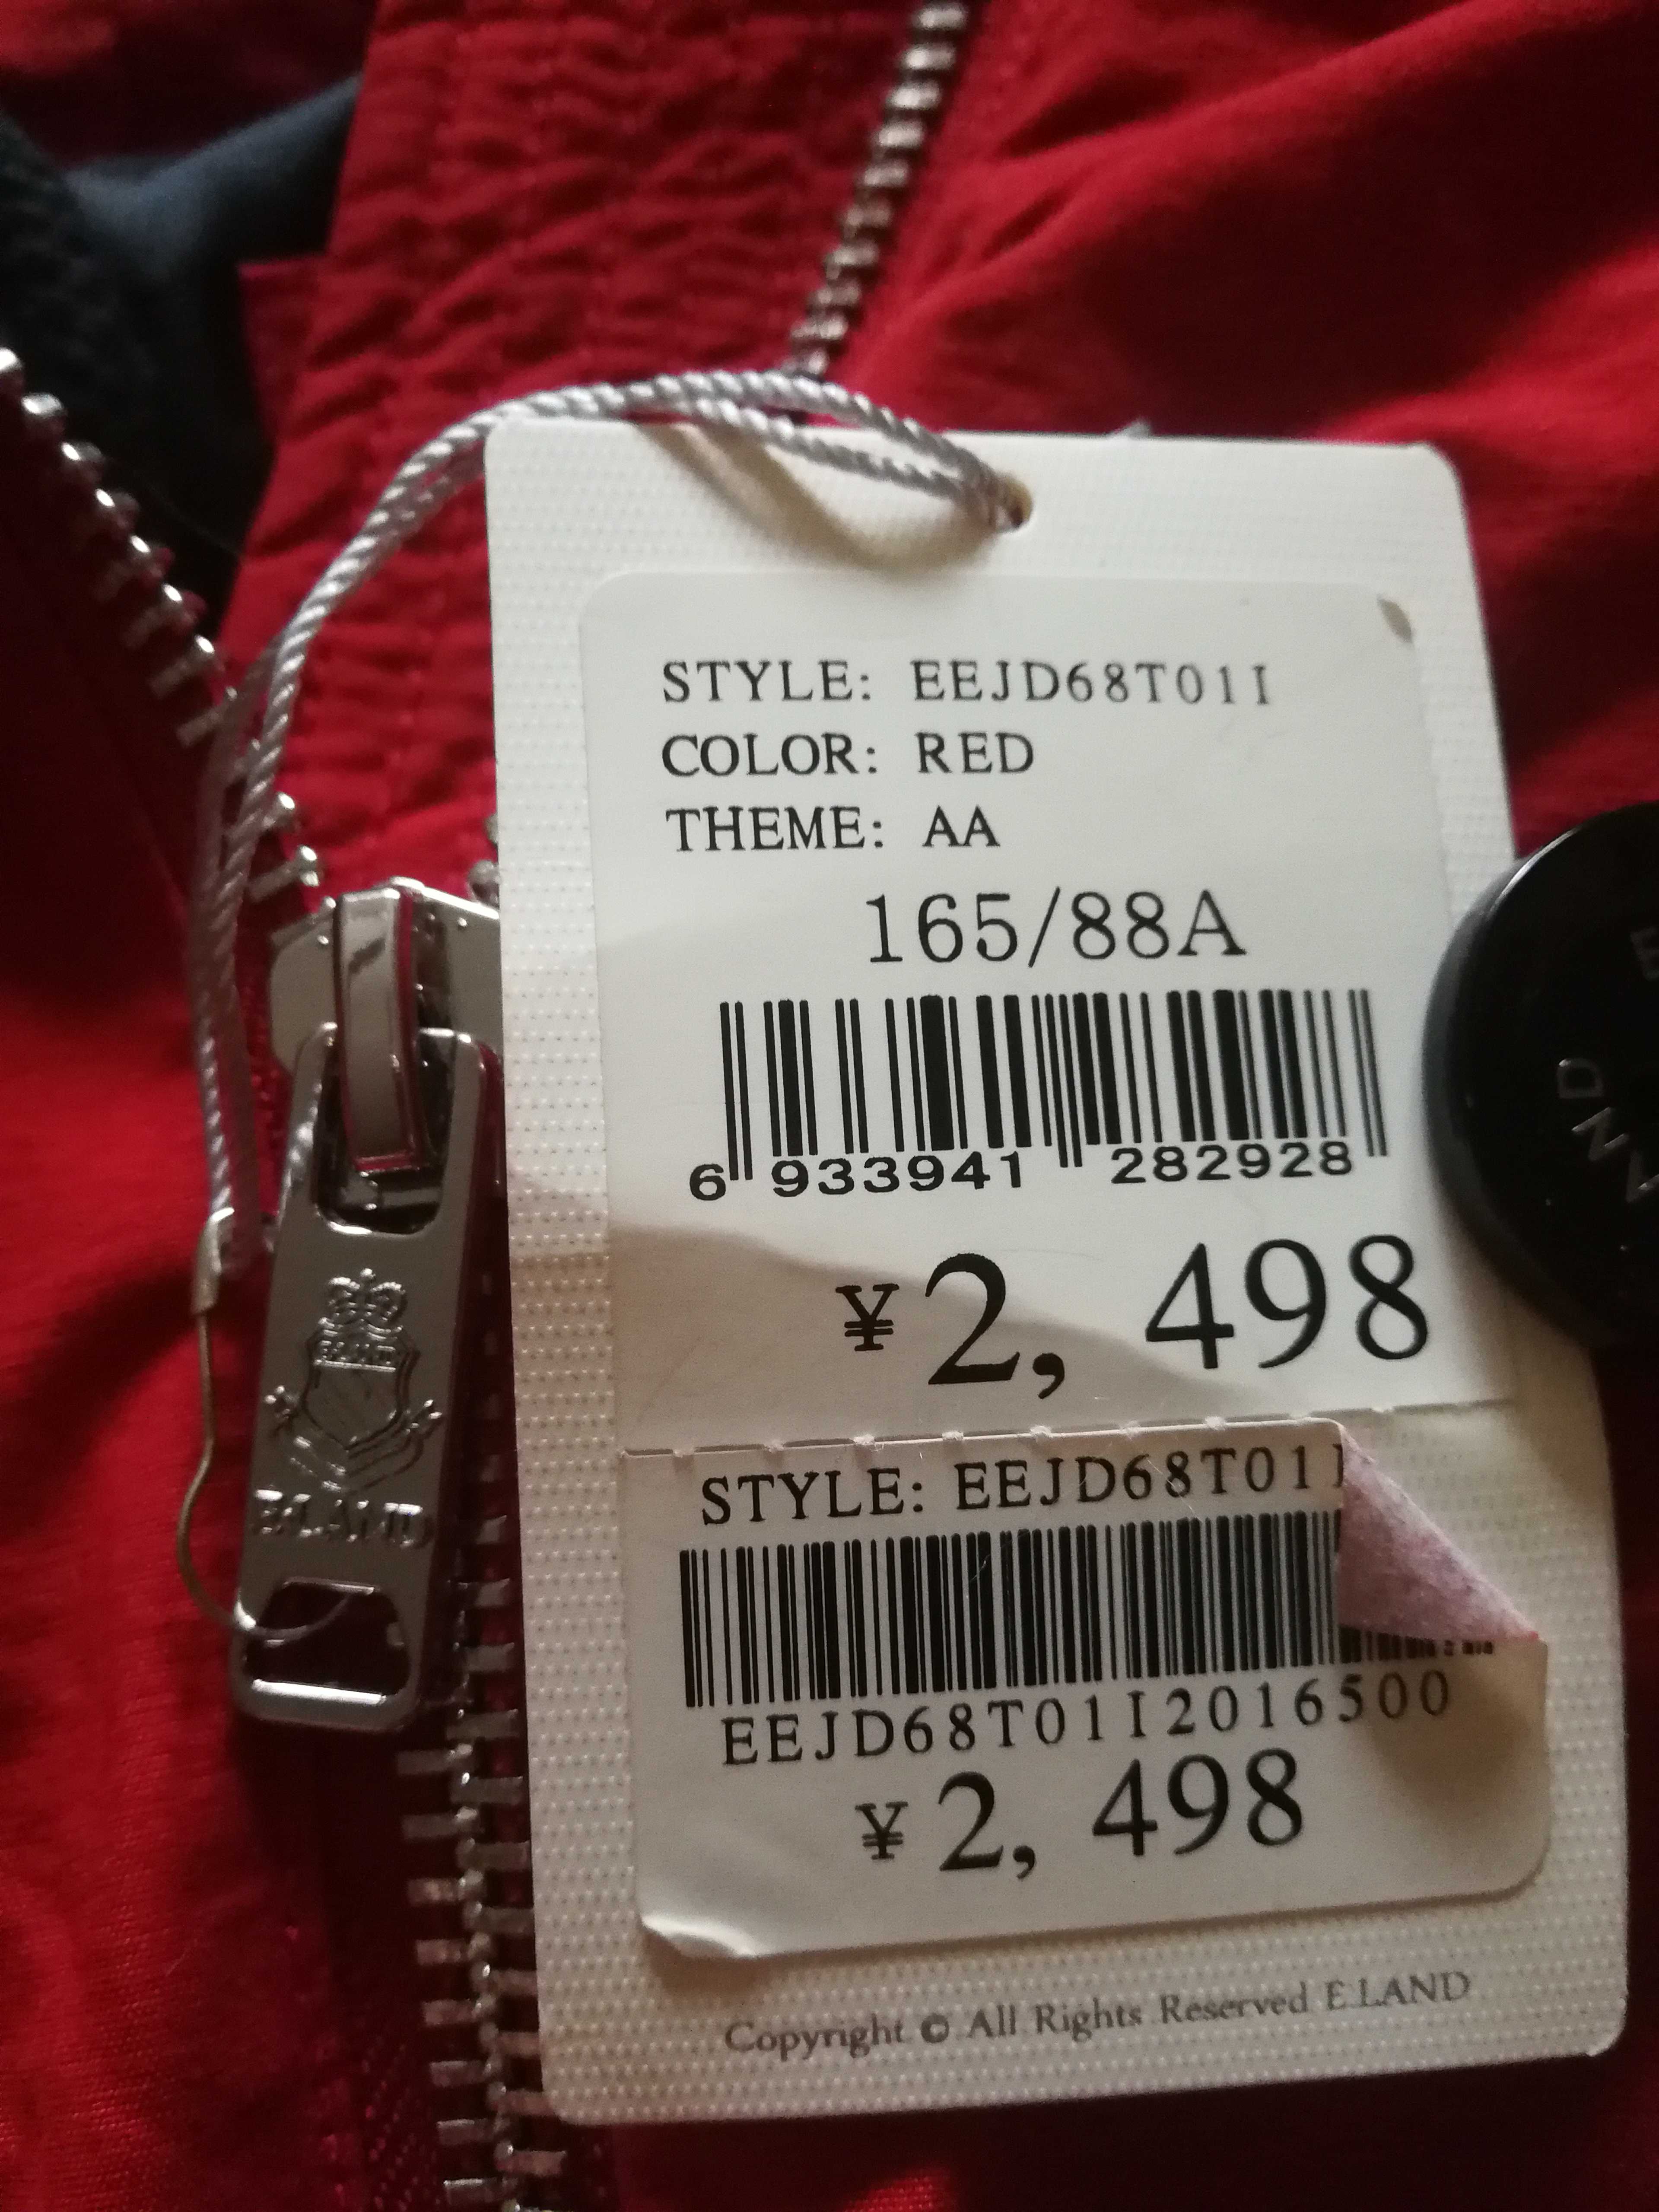 STYLE: EEJD68T01I
COLOR: RED
THEME: AA
165/88A
6 933941 282928
¥2, 498
STYLE: EEJD68T01
EEJD68T01I2016500
¥2, 498
Copyright © All Rights Reserved E.LAND
E·LAND